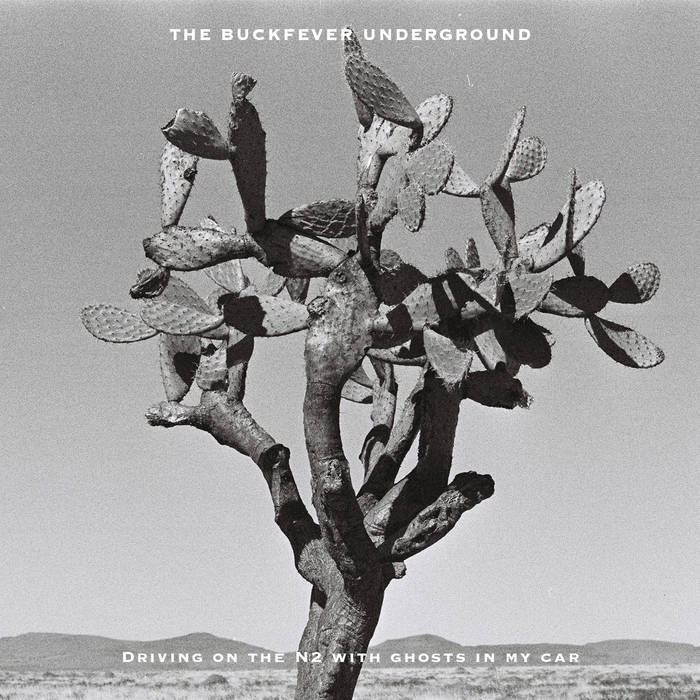 THE BUCKFEVER UNDERGROUND
DRIVING ON THE N2 WITH GHOSTS IN MY CAR